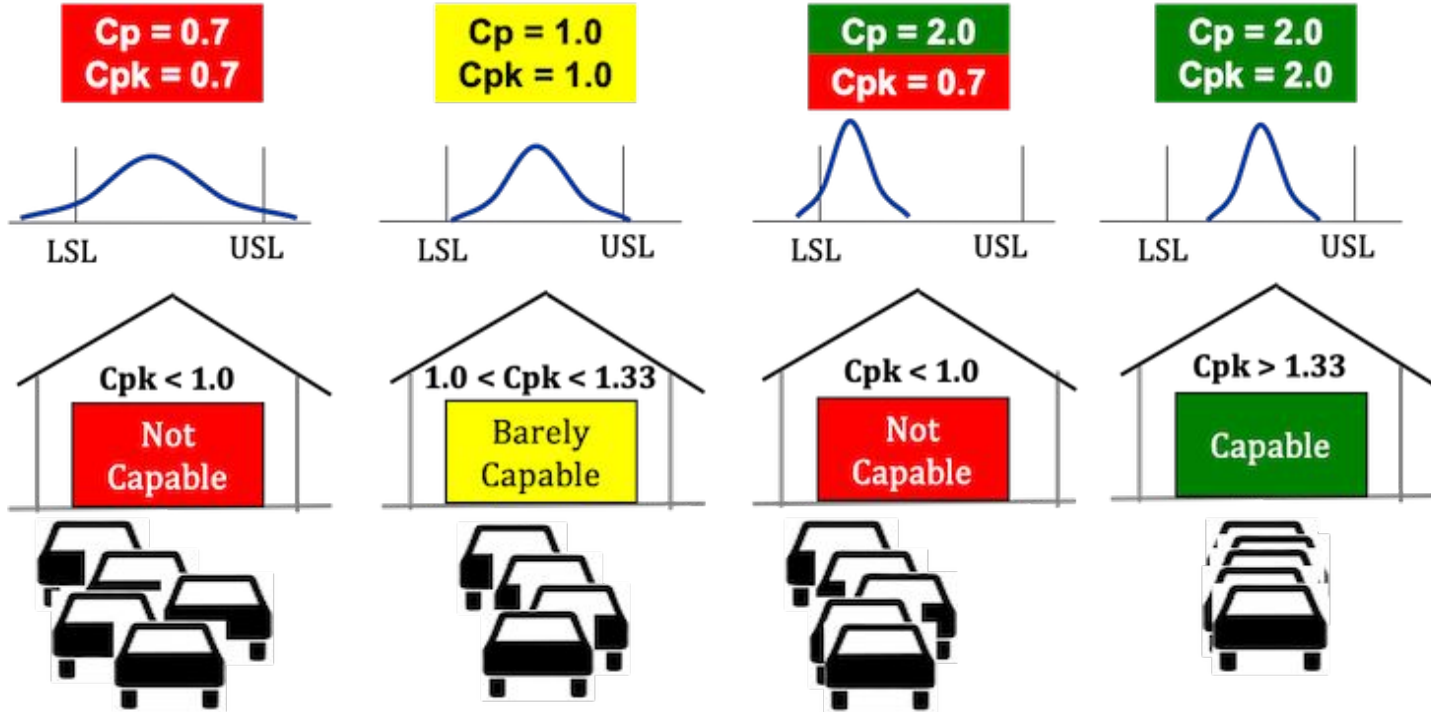 Cp = 0.7
Cpk = 0.7
Cp = 1.0
Cpk = 1.0
Cp = 2.0
Cpk = 0.7
Cp = 2.0
Cpk = 2.0
LSL
USL
LSL
USL
LSL
USL
LSL
USL
Cpk < 1.0
Not
Capable
1.0 < Cpk < 1.33
Barely
Capable
Cpk < 1.0
Not
Capable
Cpk > 1.33
Capable